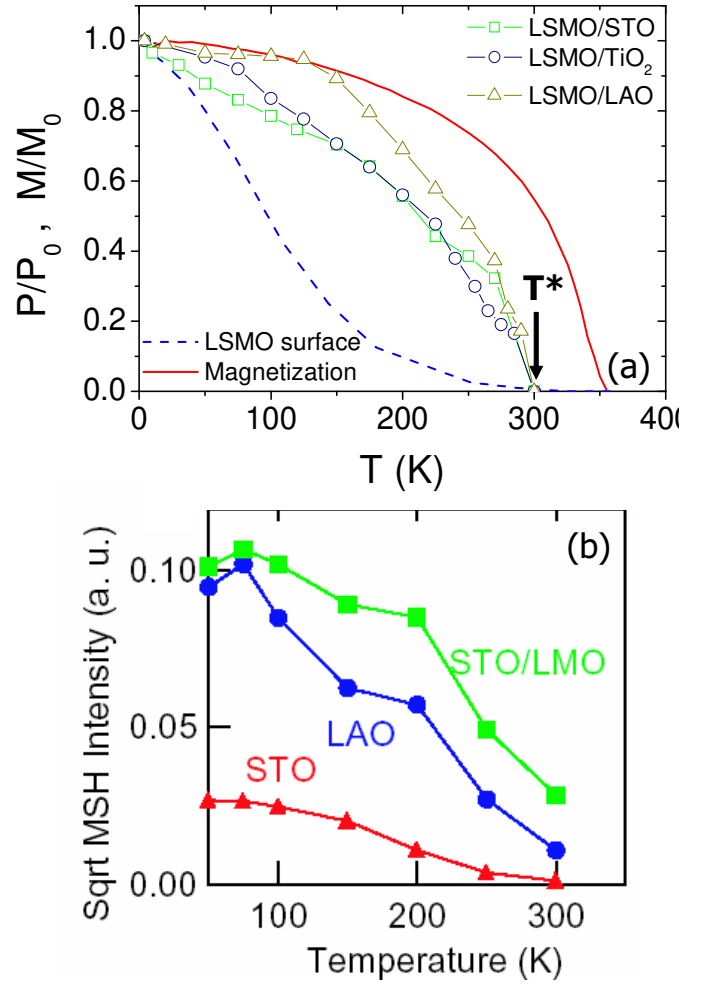 1.0
0.8
0.6
0.4
0.2
0.0
P/P₀ , M/M₀
LSMO/STO
LSMO/TiO₂
LSMO/LAO
T*
LSMO surface
Magnetization
(a)
0 100 200 300 400
T (K)
(b)
0.10
0.05
0.00
Sqrt MSH Intensity (a. u.)
STO/LMO
LAO
STO
100 200 300
Temperature (K)